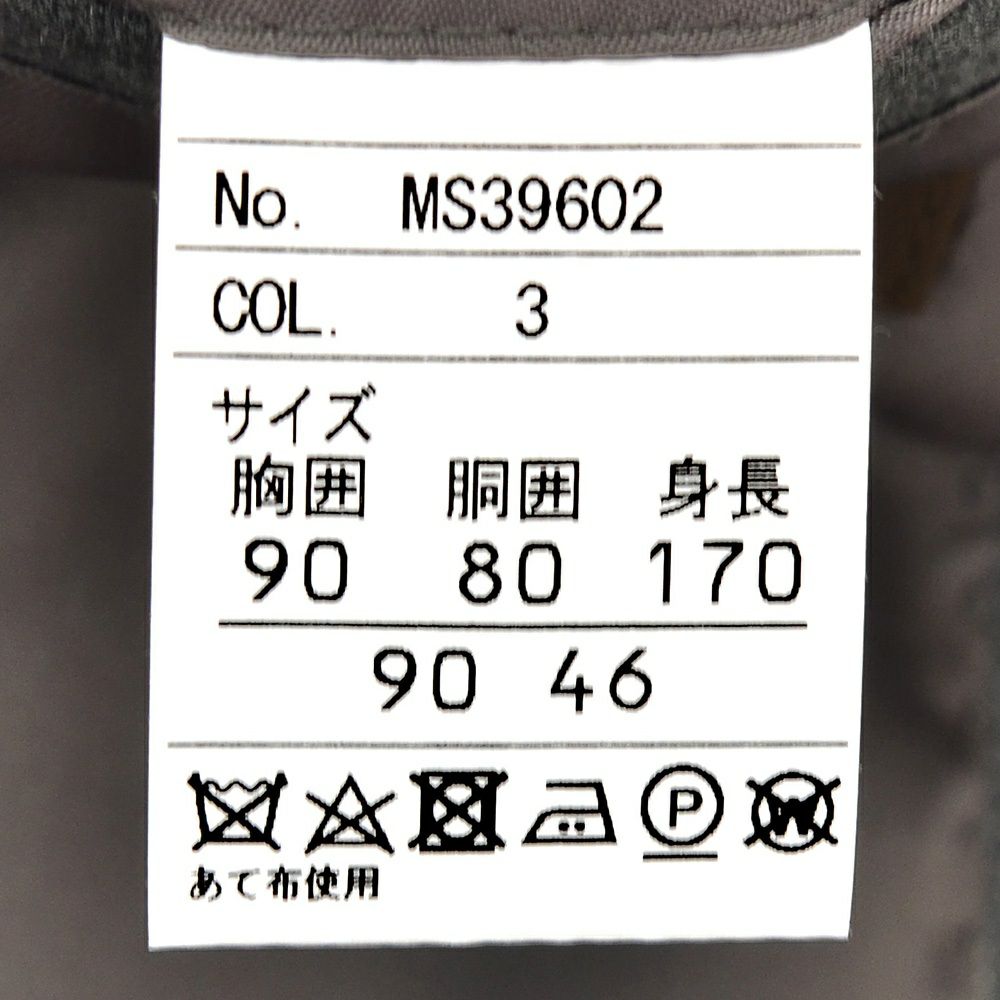 No. MS39602
COL. 3
サイズ
胸囲 胴囲 身長
90 80 170
90 46
P W
あて布使用